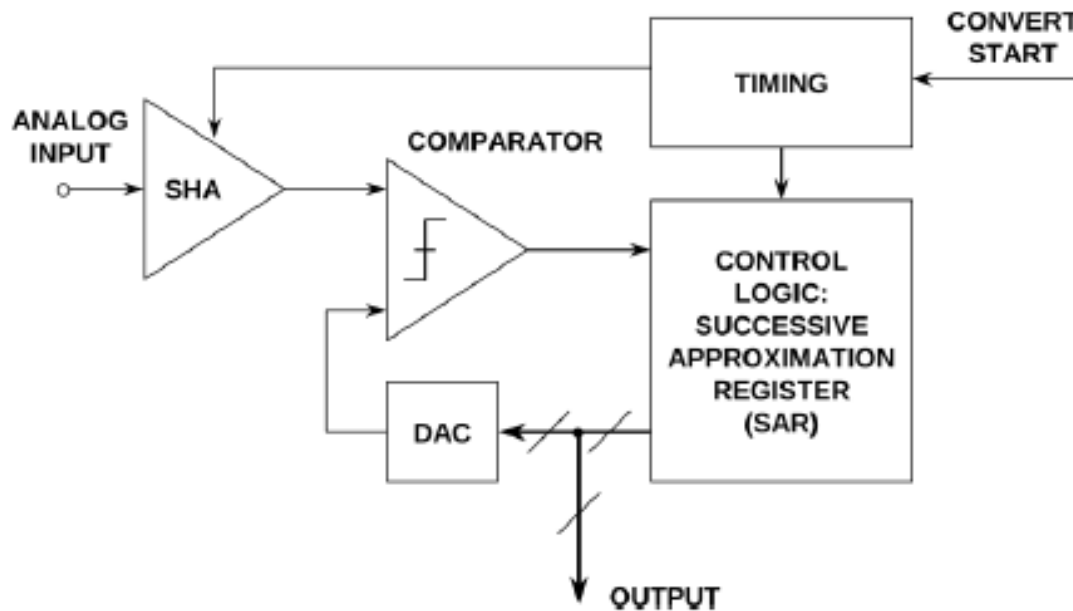 CONVERT
START
TIMING
ANALOG
INPUT
SHA
COMPARATOR
CONTROL
LOGIC:
SUCCESSIVE
APPROXIMATION
REGISTER
(SAR)
DAC
OUTPUT